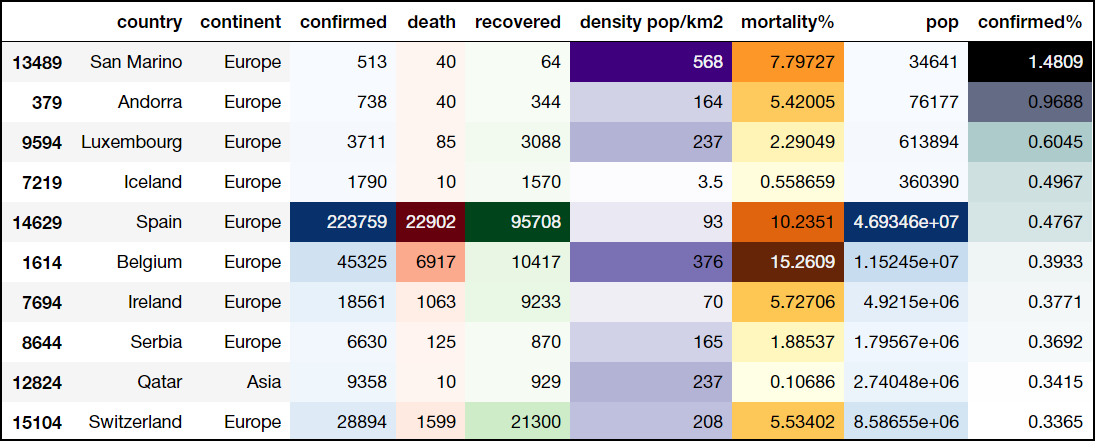 country continent confirmed death recovered density pop/km2 mortality% pop confirmed%
13489 San Marino Europe 513 40 64 568 7.79727 34641 1.4809
379 Andorra Europe 738 40 344 164 5.42005 76177 0.9688
9594 Luxembourg Europe 3711 85 3088 237 2.29049 613894 0.6045
7219 Iceland Europe 1790 10 1570 3.5 0.558659 360390 0.4967
14629 Spain Europe 223759 22902 95708 93 10.2351 4.69346e+07 0.4767
1614 Belgium Europe 45325 6917 10417 376 15.2609 1.15245e+07 0.3933
7694 Ireland Europe 18561 1063 9233 70 5.72706 4.9215e+06 0.3771
8644 Serbia Europe 6630 125 870 165 1.88537 1.79567e+06 0.3692
12824 Qatar Asia 9358 10 929 237 0.10686 2.74048e+06 0.3415
15104 Switzerland Europe 28894 1599 21300 208 5.53402 8.58655e+06 0.3365